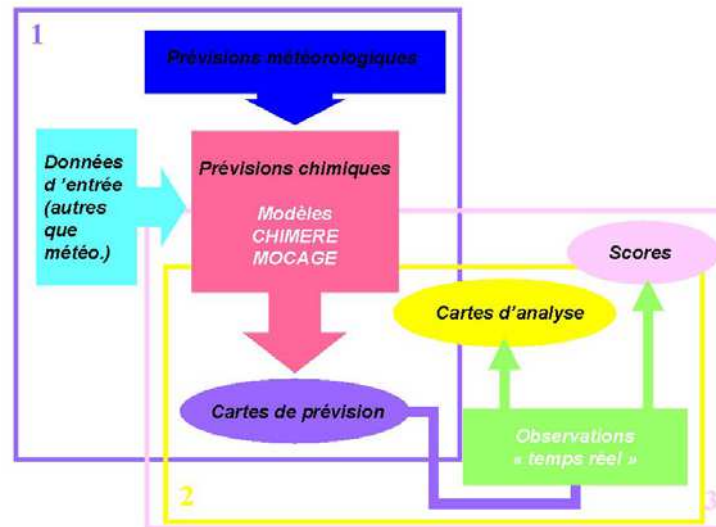 1
Prévisions météorologiques
Données
d 'entrée
(autres
que
météo.)
Prévisions chimiques
Modèles
CHIMERE
MOCAGE
Scores
Cartes d'analyse
Cartes de prévision
Observations
« temps réel »
2
3